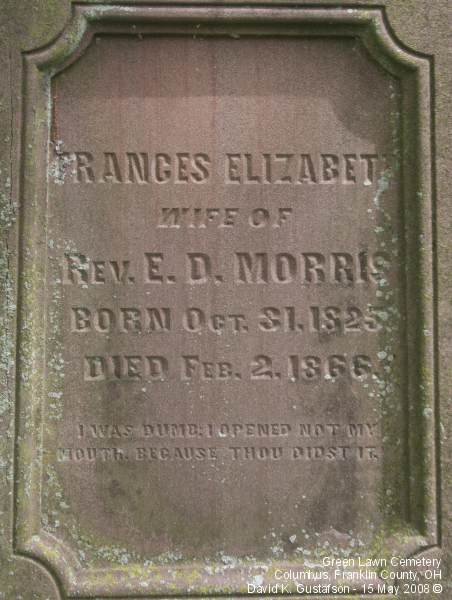 FRANCES ELIZABETH
WIFE OF
REV. E. D. MORRIS
BORN OCT. 31. 1825
DIED FEB. 2. 1866.
I WAS DUMB: I OPENED NOT MY
MOUTH. BECAUSE THOU DIDST IT.
Green Lawn Cemetery
Columbus, Franklin County, OH
David K. Gustafson - 15 May 2008 ©